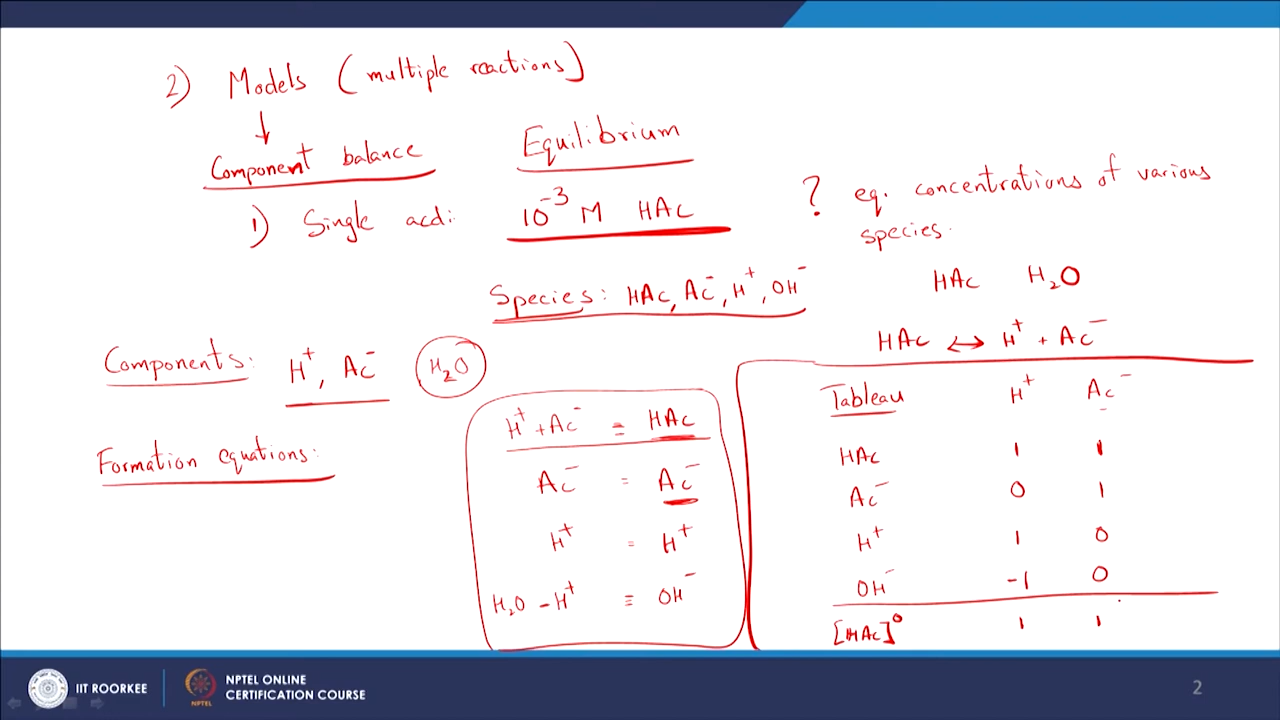 2) Models (multiple reactions)
↓
Component balance
Equilibrium
1) Single acdi:
10⁻³ M HAc
? eq. concentrations of various
species.
Species: HAc, Ac⁻, H⁺, OH⁻
HAc H₂O
HAc ↔ H⁺ + Ac⁻
Components: H⁺, Ac⁻ H₂O
Formation equations:
H⁺ + Ac⁻ ≡ HAc
Ac⁻ = Ac⁻
H⁺ = H⁺
H₂O - H⁺ ≡ OH⁻
Tableau H⁺ Ac⁻
HAc 1 1
Ac⁻ 0 1
H⁺ 1 0
OH⁻ -1 0
[HAc]⁰ 1 1
IIT ROORKEE
NPTEL
NPTEL ONLINE
CERTIFICATION COURSE
2